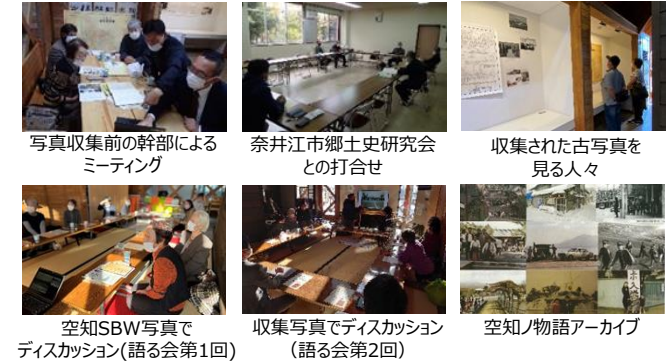 写真収集前の幹部による
ミーティング
奈井江市郷土史研究会
との打合せ
収集された古写真を
見る人々
空知SBW写真で
ディスカッション(語る会第1回)
収集写真でディスカッション
（語る会第2回）
空知ノ物語アーカイブ